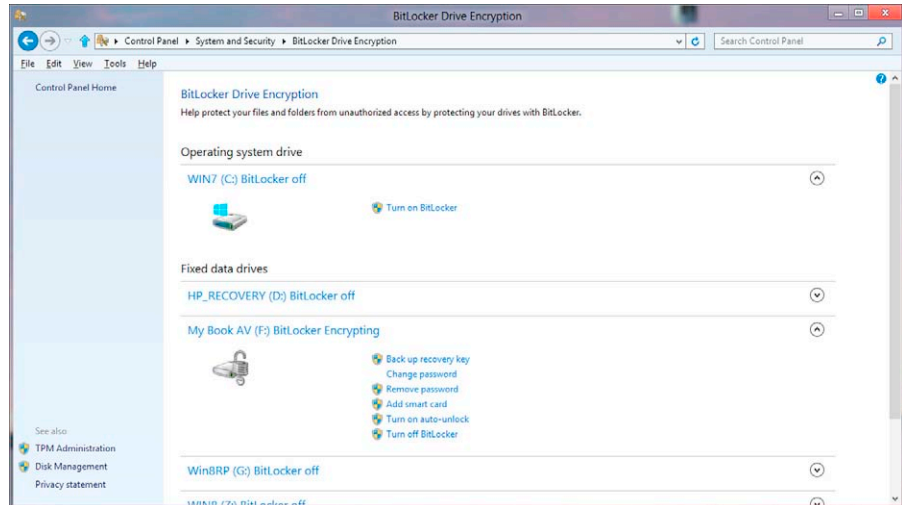 BitLocker Drive Encryption
Control Panel ▸ System and Security ▸ BitLocker Drive Encryption
Search Control Panel
File Edit View Tools Help
Control Panel Home
BitLocker Drive Encryption
Help protect your files and folders from unauthorized access by protecting your drives with BitLocker.
Operating system drive
WIN7 (C:) BitLocker off
Turn on BitLocker
Fixed data drives
HP_RECOVERY (D:) BitLocker off
My Book AV (F:) BitLocker Encrypting
Back up recovery key
Change password
Remove password
Add smart card
Turn on auto-unlock
Turn off BitLocker
See also
TPM Administration
Disk Management
Privacy statement
Win8RP (G:) BitLocker off
BitLocker off